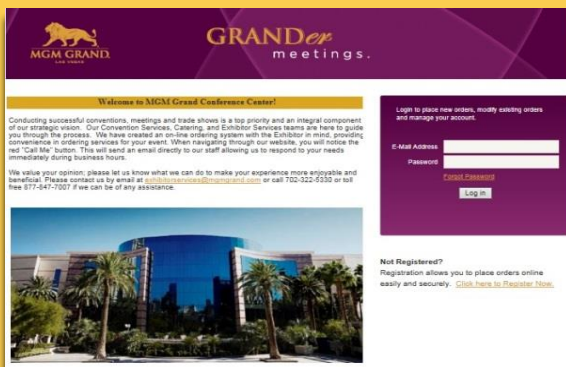 MGM GRAND.
LAS VEGAS
GRANDer
meetings.
Welcome to MGM Grand Conference Center!
Conducting successful conventions, meetings and trade shows is a top priority and an integral component
of our strategic vision.  Our Convention Services, Catering, and Exhibitor Services teams are here to guide
you through the process.  We have created an on-line ordering system with the Exhibitor in mind, providing
convenience in ordering services for your event. When navigating through our website, you will notice the
red "Call Me" button. This will send an email directly to our staff allowing us to respond to your needs
immediately during business hours.
We value your opinion; please let us know what we can do to make your experience more enjoyable and
beneficial. Please contact us by email at exhibitorservices@mgmgrand.com or call 702-322-5330 or toll
free 877-847-7007 if we can be of any assistance.
Login to place new orders, modify existing orders
and manage your account.
E-Mail Address
Password
Forgot Password
Log in
Not Registered?
Registration allows you to place orders online
easily and securely.  Click here to Register Now.